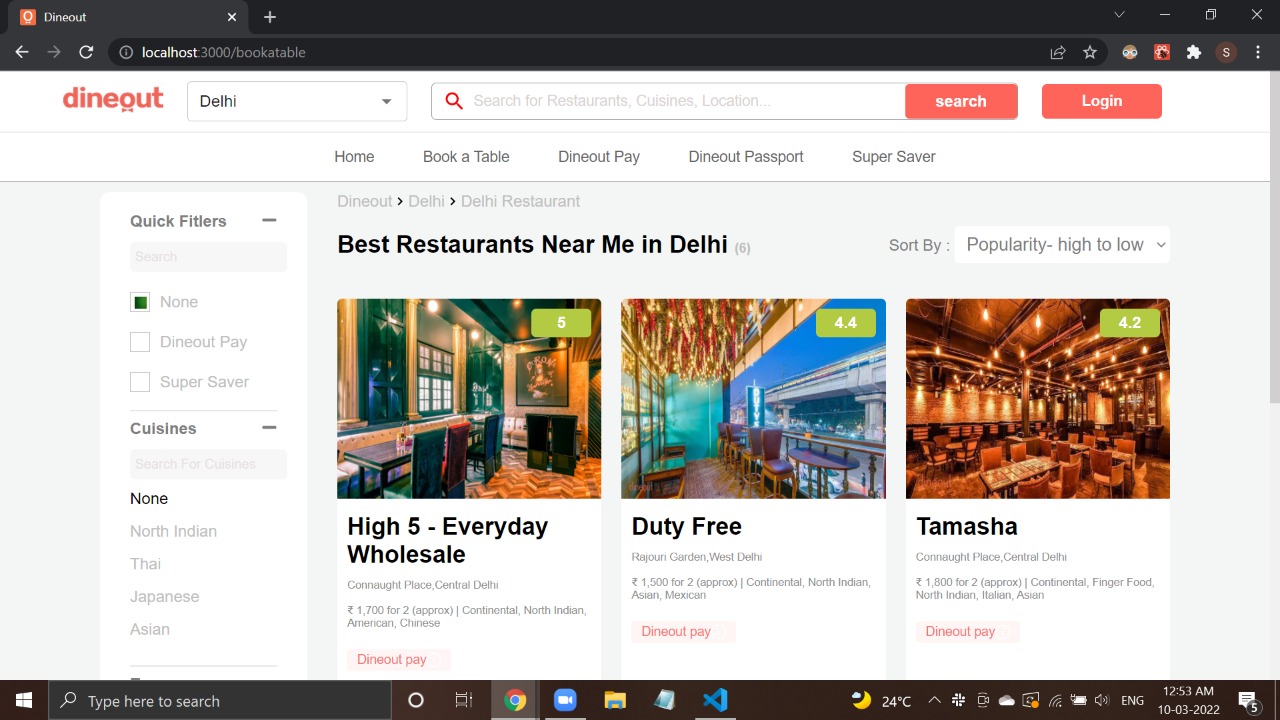 Dineout
localhost:3000/bookatable
S
dineout
Delhi
Search for Restaurants, Cuisines, Location...
search
Login
Home
Book a Table
Dineout Pay
Dineout Passport
Super Saver
Quick Fitlers
Search
None
Dineout Pay
Super Saver
Cuisines
Search For Cuisines
None
North Indian
Thai
Japanese
Asian
Dineout > Delhi > Delhi Restaurant
Best Restaurants Near Me in Delhi (6)
Sort By :
Popularity- high to low
5
High 5 - Everyday
Wholesale
Connaught Place,Central Delhi
₹ 1,700 for 2 (approx) | Continental, North Indian,
American, Chinese
Dineout pay
4.4
dineout
Duty Free
Rajouri Garden,West Delhi
₹ 1,500 for 2 (approx) | Continental, North Indian,
Asian, Mexican
Dineout pay
4.2
dineout
Tamasha
Connaught Place,Central Delhi
₹ 1,800 for 2 (approx) | Continental, Finger Food,
North Indian, Italian, Asian
Dineout pay
Type here to search
24°C
ENG
12:53 AM
10-03-2022
5